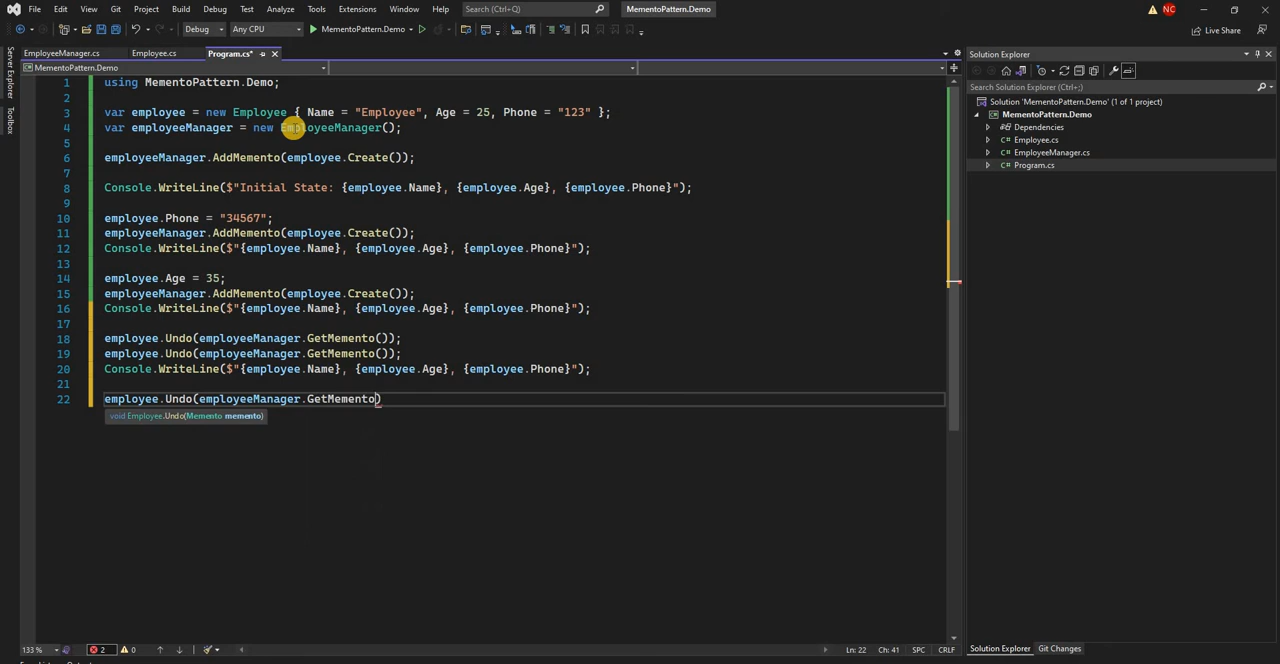 File Edit View Git Project Build Debug Test Analyze Tools Extensions Window Help Search (Ctrl+Q) MementoPattern.Demo NC
Debug Any CPU MementoPattern.Demo Live Share
EmployeeManager.cs Employee.cs Program.cs*
MementoPattern.Demo
Server Explorer
Toolbox
1 using MementoPattern.Demo;
2
3 var employee = new Employee { Name = "Employee", Age = 25, Phone = "123" };
4 var employeeManager = new EmployeeManager();
5
6 employeeManager.AddMemento(employee.Create());
7
8 Console.WriteLine($"Initial State: {employee.Name}, {employee.Age}, {employee.Phone}");
9
10 employee.Phone = "34567";
11 employeeManager.AddMemento(employee.Create());
12 Console.WriteLine($"{employee.Name}, {employee.Age}, {employee.Phone}");
13
14 employee.Age = 35;
15 employeeManager.AddMemento(employee.Create());
16 Console.WriteLine($"{employee.Name}, {employee.Age}, {employee.Phone}");
17
18 employee.Undo(employeeManager.GetMemento());
19 employee.Undo(employeeManager.GetMemento());
20 Console.WriteLine($"{employee.Name}, {employee.Age}, {employee.Phone}");
21
22 employee.Undo(employeeManager.GetMemento)
void Employee.Undo(Memento memento)
Solution Explorer
Search Solution Explorer (Ctrl+;)
Solution 'MementoPattern.Demo' (1 of 1 project)
MementoPattern.Demo
Dependencies
C# Employee.cs
C# EmployeeManager.cs
C# Program.cs
133 % 2 0 Ln: 22 Ch: 41 SPC CRLF
Solution Explorer Git Changes